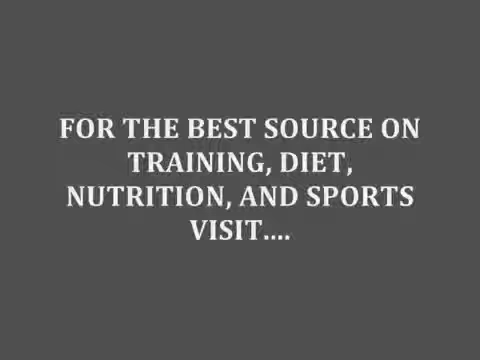 FOR THE BEST SOURCE ON
TRAINING, DIET,
NUTRITION, AND SPORTS
VISIT....